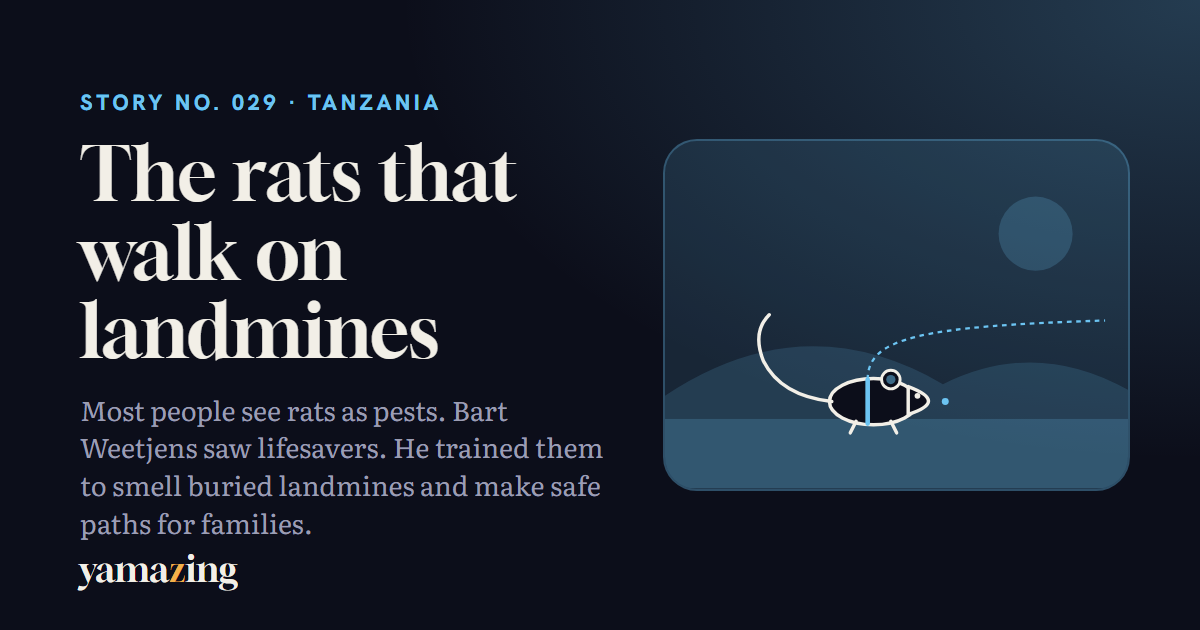 STORY NO. 029 · TANZANIA
The rats that
walk on
landmines
Most people see rats as pests. Bart
Weetjens saw lifesavers. He trained them
to smell buried landmines and make safe
paths for families.
yamazing